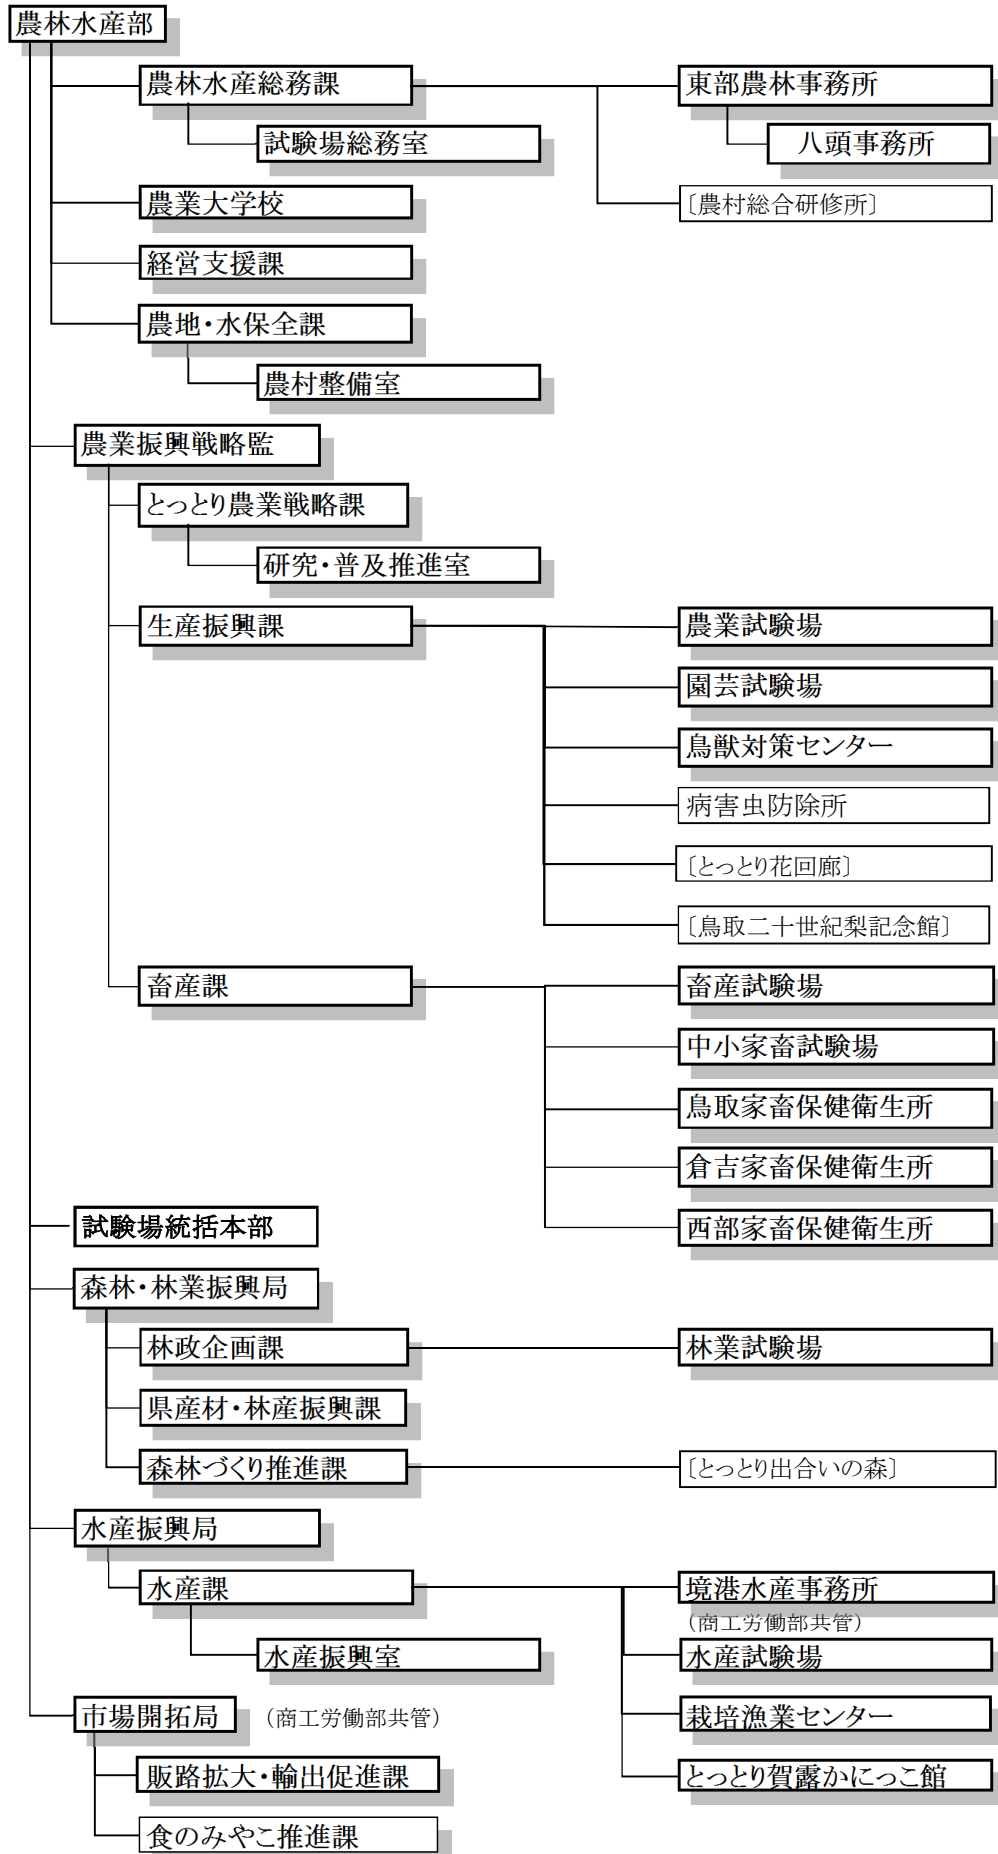 農林水産部
農林水産総務課
東部農林事務所
試験場総務室
八頭事務所
農業大学校
〔農村総合研修所〕
経営支援課
農地・水保全課
農村整備室
農業振興戦略監
とっとり農業戦略課
研究・普及推進室
生産振興課
農業試験場
園芸試験場
鳥獣対策センター
病害虫防除所
〔とっとり花回廊〕
〔鳥取二十世紀梨記念館〕
畜産課
畜産試験場
中小家畜試験場
鳥取家畜保健衛生所
倉吉家畜保健衛生所
試験場統括本部
西部家畜保健衛生所
森林・林業振興局
林政企画課
林業試験場
県産材・林産振興課
森林づくり推進課
〔とっとり出合いの森〕
水産振興局
水産課
境港水産事務所
(商工労働部共管)
水産振興室
水産試験場
市場開拓局
(商工労働部共管)
栽培漁業センター
販路拡大・輸出促進課
とっとり賀露かにっこ館
食のみやこ推進課